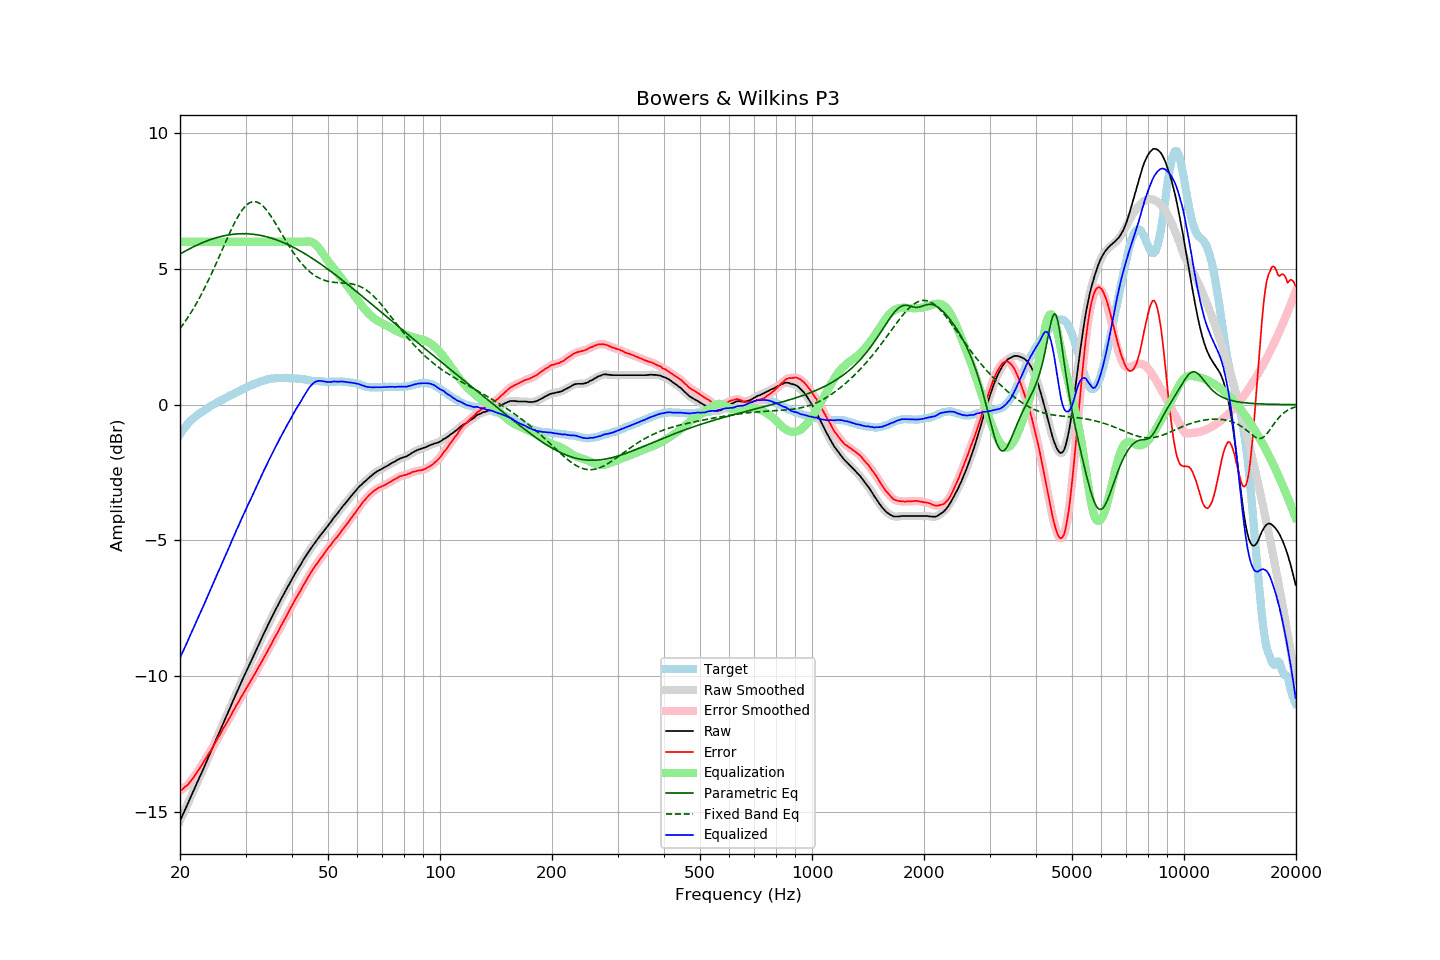 Bowers & Wilkins P3
10
5
0
−5
−10
−15
Amplitude (dBr)
Target
Raw Smoothed
Error Smoothed
Raw
Error
Equalization
Parametric Eq
Fixed Band Eq
Equalized
20 50 100 200 500 1000 2000 5000 10000 20000
Frequency (Hz)